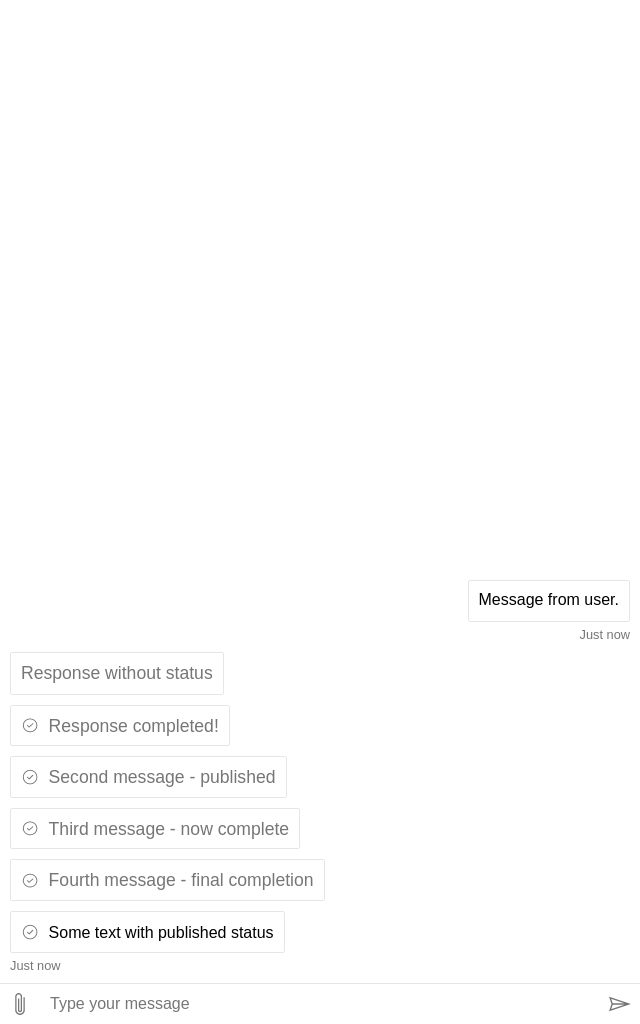 Message from user.
Just now
Response without status
Response completed!
Second message - published
Third message - now complete
Fourth message - final completion
Some text with published status
Just now
Type your message